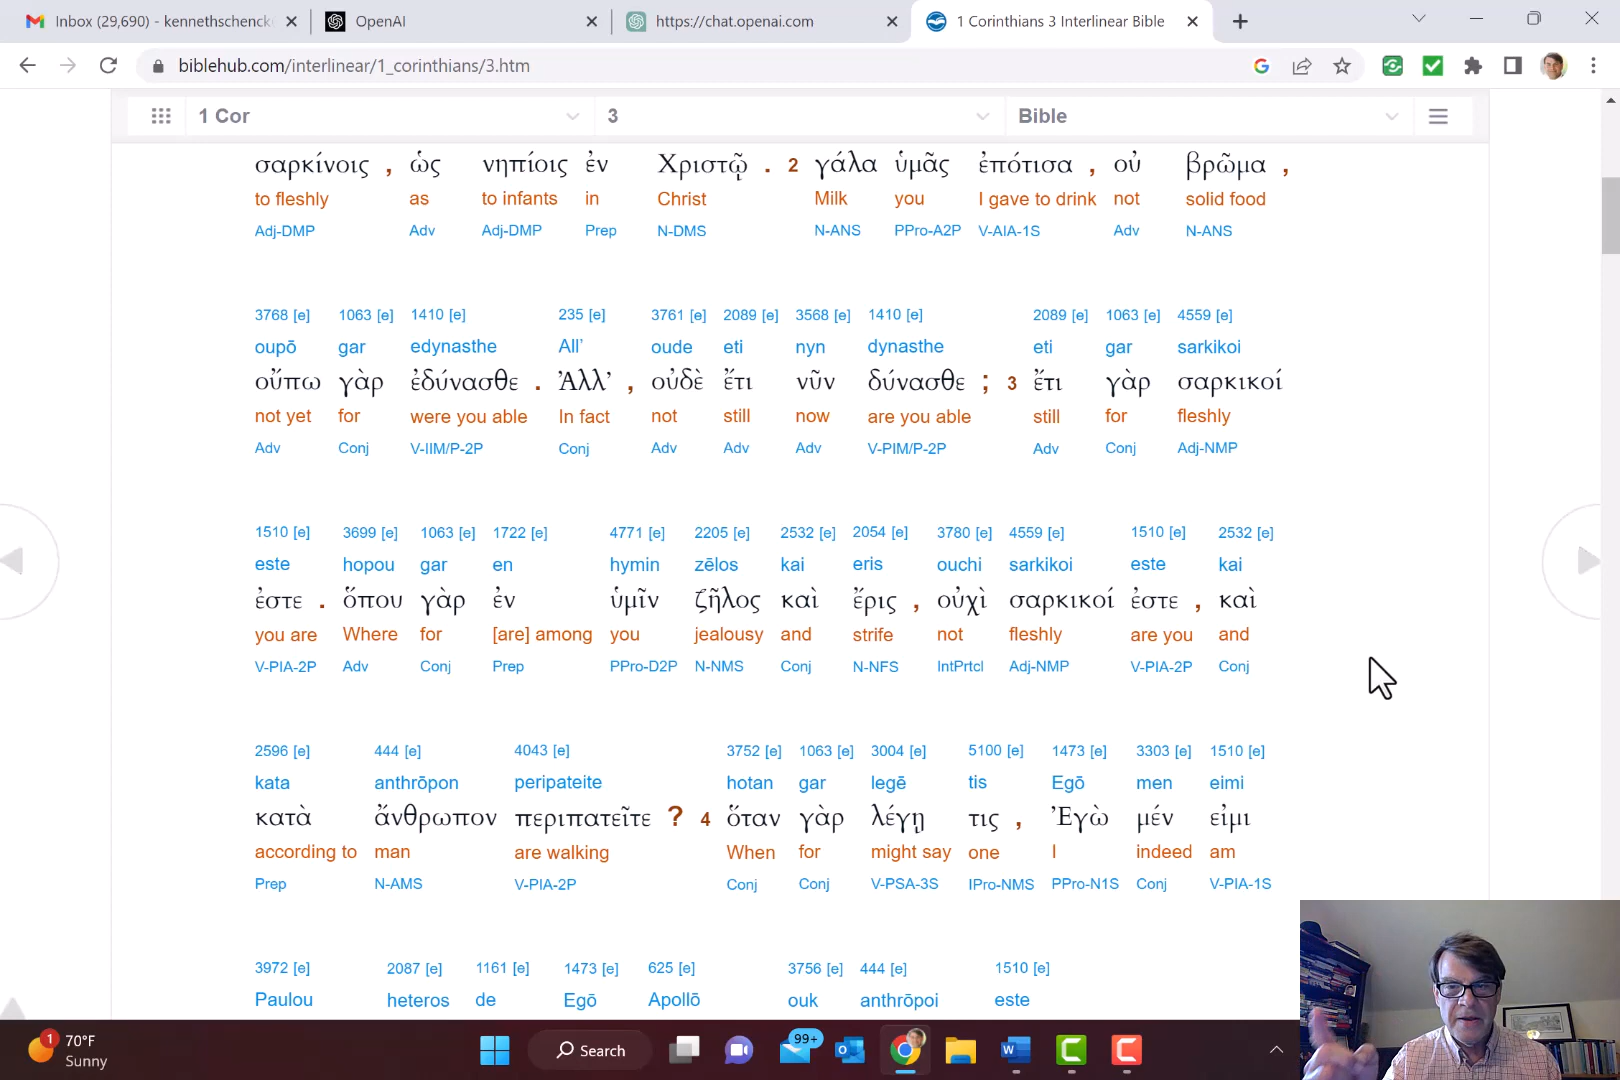 Inbox (29,690) - kennethschenck
OpenAI
https://chat.openai.com
1 Corinthians 3 Interlinear Bible
biblehub.com/interlinear/1_corinthians/3.htm
1 Cor 3 Bible
σαρκίνοις , ὡς νηπίοις ἐν Χριστῷ . 2 γάλα ὑμᾶς ἐπότισα , οὐ βρῶμα ,
to fleshly as to infants in Christ Milk you I gave to drink not solid food
Adj-DMP Adv Adj-DMP Prep N-DMS N-ANS PPro-A2P V-AIA-1S Adv N-ANS
3768 [e] 1063 [e] 1410 [e] 235 [e] 3761 [e] 2089 [e] 3568 [e] 1410 [e] 2089 [e] 1063 [e] 4559 [e]
oupō gar edynasthe All’ oude eti nyn dynasthe eti gar sarkikoi
οὔπω γὰρ ἐδύνασθε . Ἀλλ’ , οὐδὲ ἔτι νῦν δύνασθε ; 3 ἔτι γὰρ σαρκικοί
not yet for were you able In fact not still now are you able still for fleshly
Adv Conj V-IIM/P-2P Conj Adv Adv Adv V-PIM/P-2P Adv Conj Adj-NMP
1510 [e] 3699 [e] 1063 [e] 1722 [e] 4771 [e] 2205 [e] 2532 [e] 2054 [e] 3780 [e] 4559 [e] 1510 [e] 2532 [e]
este hopou gar en hymin zēlos kai eris ouchi sarkikoi este kai
ἐστε . ὅπου γὰρ ἐν ὑμῖν ζῆλος καὶ ἔρις , οὐχὶ σαρκικοί ἐστε , καὶ
you are Where for [are] among you jealousy and strife not fleshly are you and
V-PIA-2P Adv Conj Prep PPro-D2P N-NMS Conj N-NFS IntPrtcl Adj-NMP V-PIA-2P Conj
2596 [e] 444 [e] 4043 [e] 3752 [e] 1063 [e] 3004 [e] 5100 [e] 1473 [e] 3303 [e] 1510 [e]
kata anthrōpon peripateite hotan gar legē tis Egō men eimi
κατὰ ἄνθρωπον περιπατεῖτε ? 4 ὅταν γὰρ λέγῃ τις , Ἐγὼ μέν εἰμι
according to man are walking When for might say one I indeed am
Prep N-AMS V-PIA-2P Conj Conj V-PSA-3S IPro-NMS PPro-N1S Conj V-PIA-1S
3972 [e] 2087 [e] 1161 [e] 1473 [e] 625 [e] 3756 [e] 444 [e] 1510 [e]
Paulou heteros de Egō Apollō ouk anthrōpoi este
1
70°F
Sunny
Search
99+